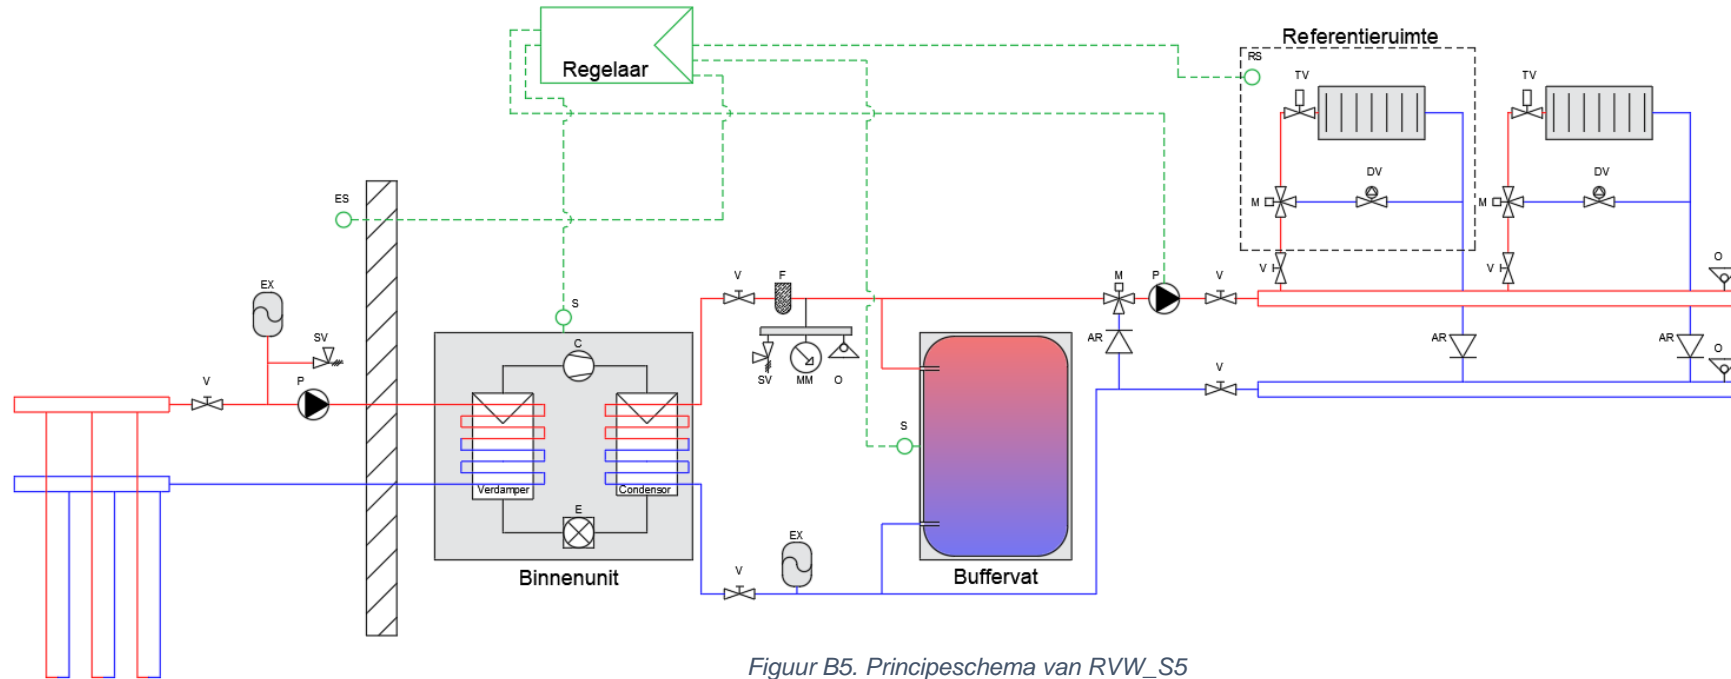 Referentieruimte
Regelaar
RS
TV
TV
DV
DV
ES
M
M
V
V
O
EX
V
F
M
P
V
S
SV
C
AR
AR
AR
O
V
P
SV
MM
O
V
S
Verdamper
Condensor
E
EX
V
Binnenunit
Buffervat
Figuur B5. Principeschema van RVW_S5